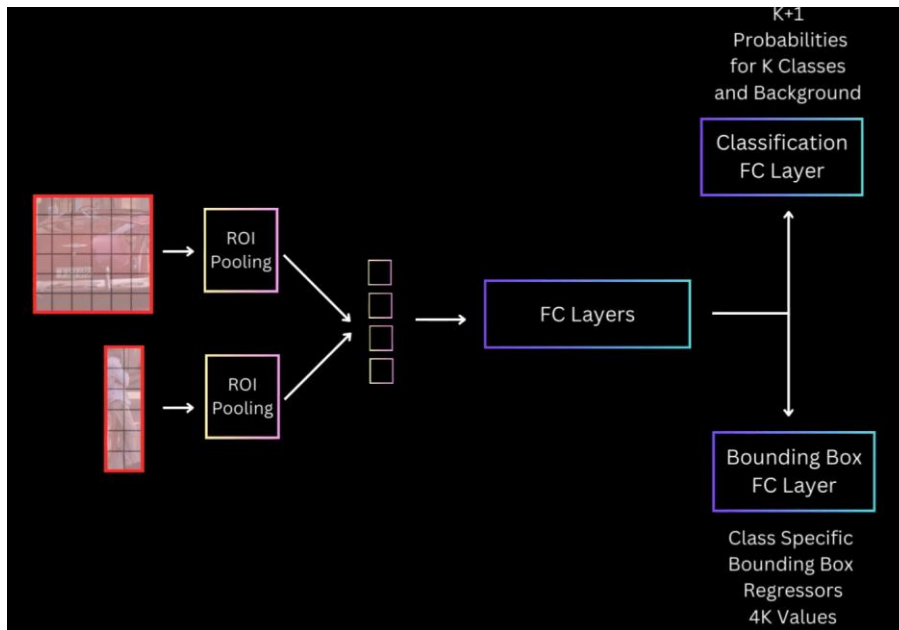 K+1
Probabilities
for K Classes
and Background
Classification
FC Layer
ROI
Pooling
FC Layers
ROI
Pooling
Bounding Box
FC Layer
Class Specific
Bounding Box
Regressors
4K Values